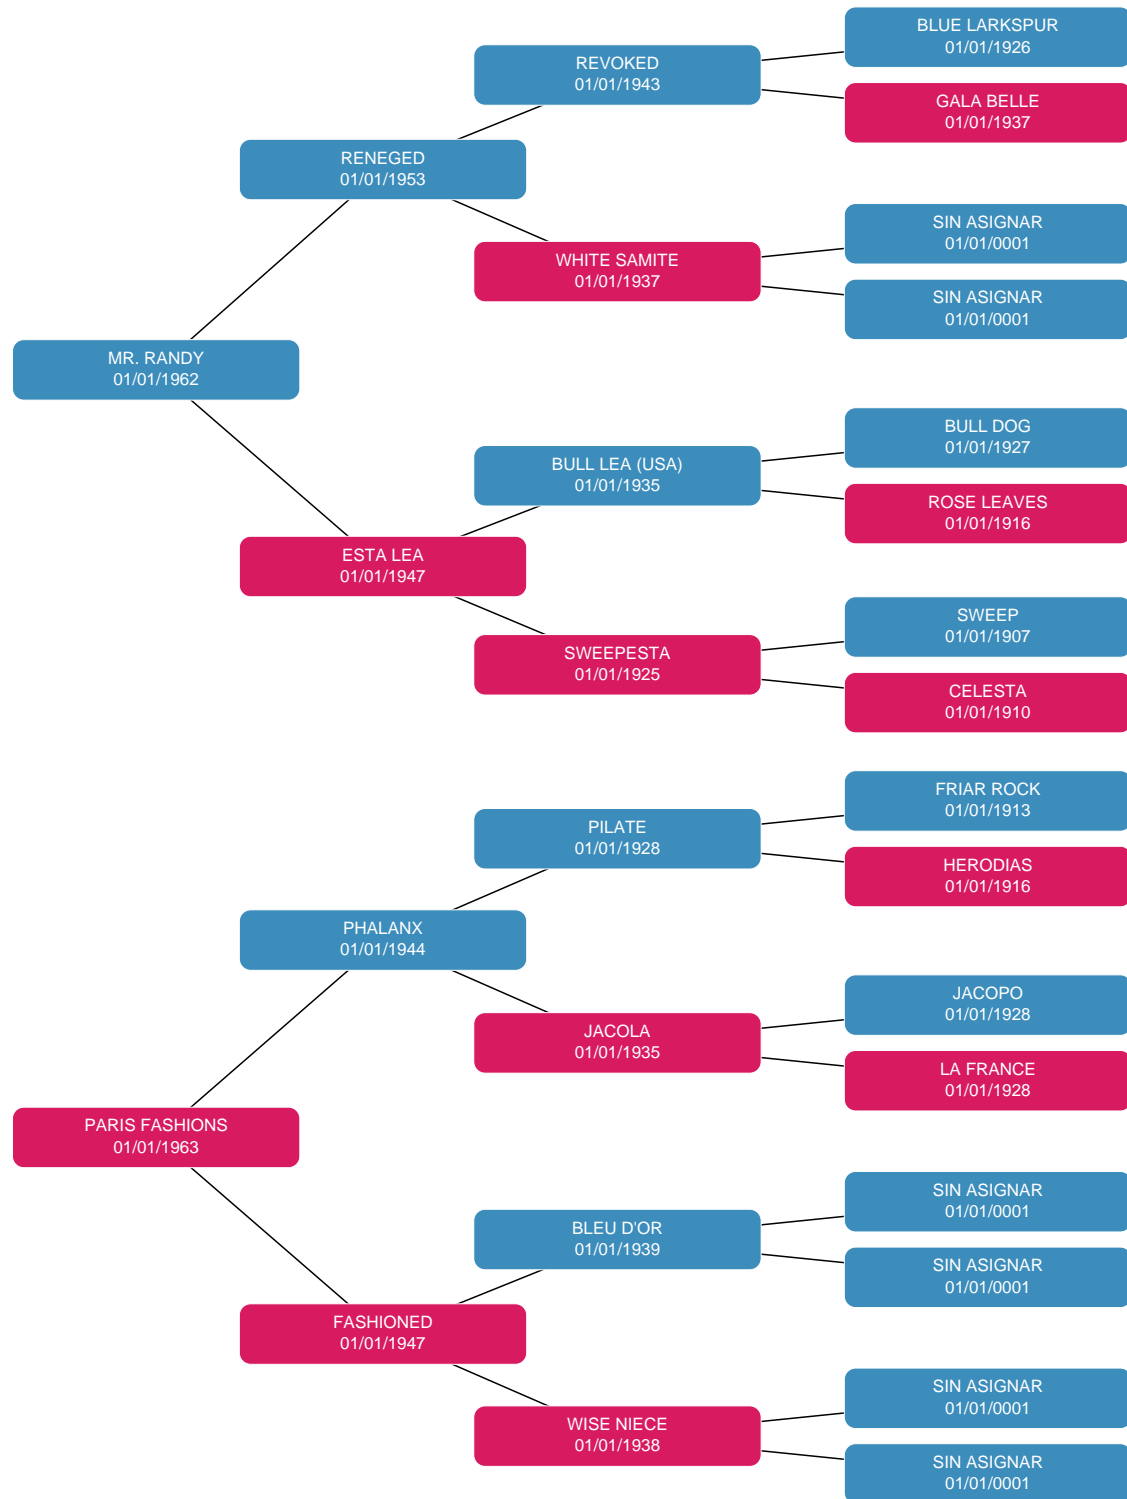 BLUE LARKSPUR
01/01/1926
REVOKED
01/01/1943
GALA BELLE
01/01/1937
RENEGED
01/01/1953
SIN ASIGNAR
01/01/0001
WHITE SAMITE
01/01/1937
SIN ASIGNAR
01/01/0001
MR. RANDY
01/01/1962
BULL DOG
01/01/1927
BULL LEA (USA)
01/01/1935
ROSE LEAVES
01/01/1916
ESTA LEA
01/01/1947
SWEEP
01/01/1907
SWEEPESTA
01/01/1925
CELESTA
01/01/1910
FRIAR ROCK
01/01/1913
PILATE
01/01/1928
HERODIAS
01/01/1916
PHALANX
01/01/1944
JACOPO
01/01/1928
JACOLA
01/01/1935
LA FRANCE
01/01/1928
PARIS FASHIONS
01/01/1963
SIN ASIGNAR
01/01/0001
BLEU D'OR
01/01/1939
SIN ASIGNAR
01/01/0001
FASHIONED
01/01/1947
SIN ASIGNAR
01/01/0001
WISE NIECE
01/01/1938
SIN ASIGNAR
01/01/0001